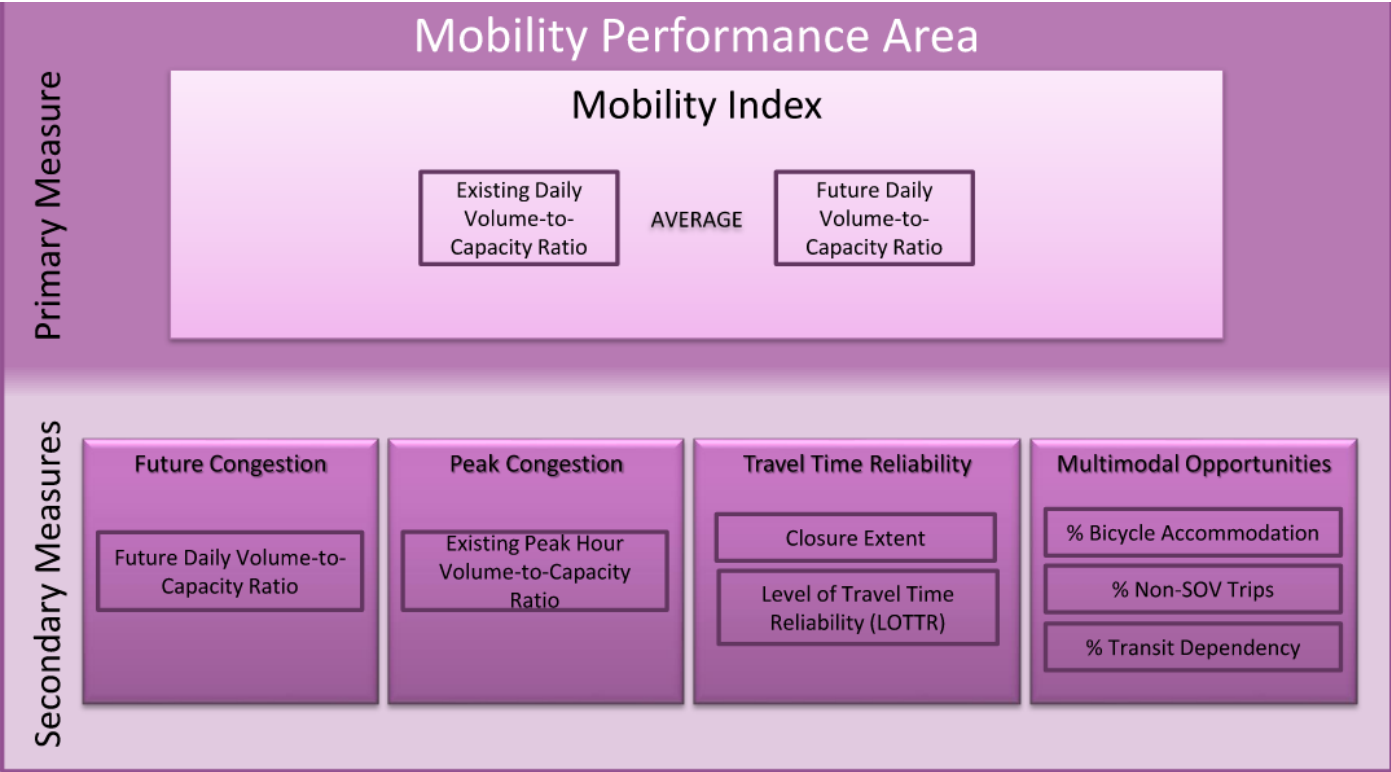 Mobility Performance Area
Primary Measure
Mobility Index
Existing Daily
Volume-to-
Capacity Ratio
AVERAGE
Future Daily
Volume-to-
Capacity Ratio
Secondary Measures
Future Congestion
Future Daily Volume-to-
Capacity Ratio
Peak Congestion
Existing Peak Hour
Volume-to-Capacity
Ratio
Travel Time Reliability
Closure Extent
Level of Travel Time
Reliability (LOTTR)
Multimodal Opportunities
% Bicycle Accommodation
% Non-SOV Trips
% Transit Dependency